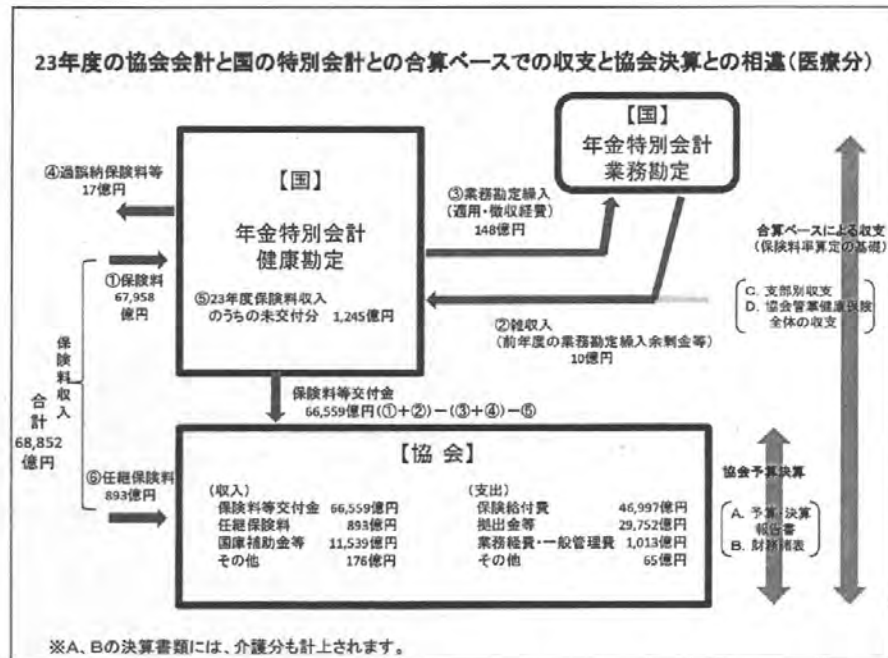 23年度の協会会計と国の特別会計との合算ベースでの収支と協会決算との相違(医療分)
【国】
年金特別会計
業務勘定
④過誤納保険料等
17億円
【国】
年金特別会計
健康勘定
③業務勘定繰入
(適用・徴収経費)
148億円
合算ベースによる収支
(保険料率算定の基礎)
①保険料
67,958
億円
⑤23年度保険料収入
のうちの未交付分 1,245億円
C. 支部別収支
D. 協会管掌健康保険
全体の収支
②雑収入
(前年度の業務勘定繰入余剰金等)
10億円
保険料収入
合計
68,852
億円
保険料等交付金
66,559億円(①+②)-(③+④)-⑤
【協 会】
⑥任継保険料
893億円
協会予算決算
(収入)
保険料等交付金 66,559億円
任継保険料 893億円
国庫補助金等 11,539億円
その他 176億円
(支出)
保険給付費 46,997億円
拠出金等 29,752億円
業務経費・一般管理費 1,013億円
その他 65億円
A. 予算・決算
報告書
B. 財務諸表
※A、Bの決算書類には、介護分も計上されます。